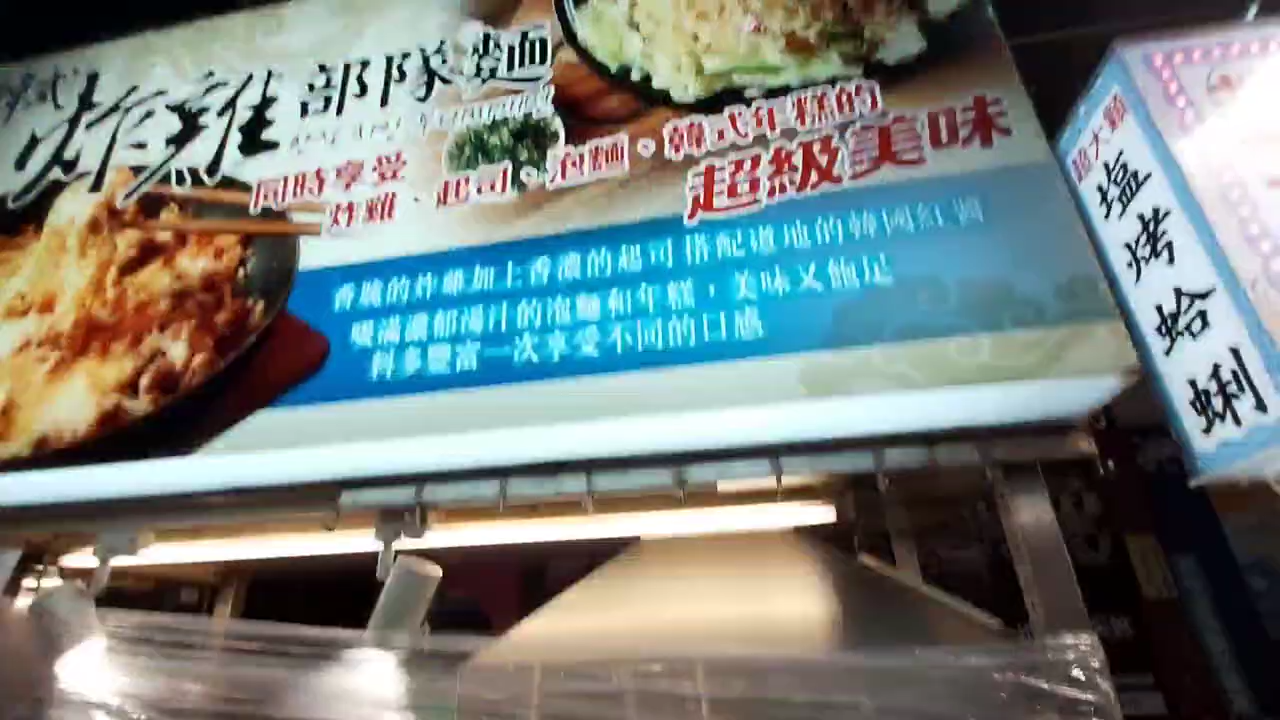 炸雞部隊麵
同時享受
炸雞、起司、泡麵、韓式年糕的
超級美味
香嫩的炸雞加上香濃的起司 搭配道地的韓國紅醬
吸滿濃郁湯汁的泡麵和年糕，美味又飽足
料多豐富一次享受不同的口感
超大顆
塩烤蛤蜊